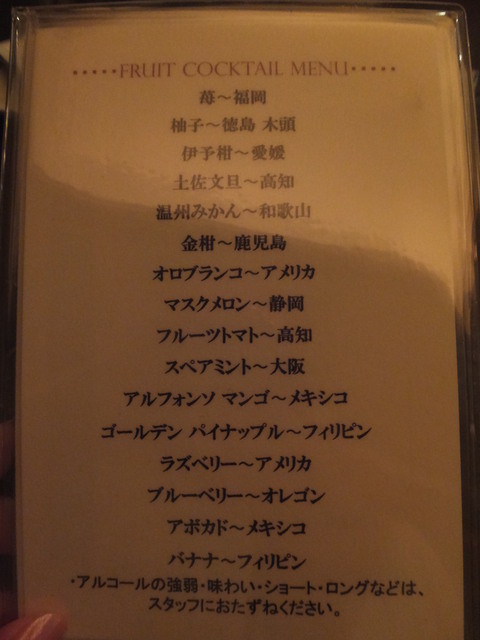 ·····FRUIT COCKTAIL MENU·····
苺～福岡
柚子～徳島 木頭
伊予柑～愛媛
土佐文旦～高知
温州みかん～和歌山
金柑～鹿児島
オロブランコ～アメリカ
マスクメロン～静岡
フルーツトマト～高知
スペアミント～大阪
アルフォンソ マンゴ～メキシコ
ゴールデン パイナップル～フィリピン
ラズベリー～アメリカ
ブルーベリー～オレゴン
アボカド～メキシコ
バナナ～フィリピン
・アルコールの強弱・味わい・ショート・ロングなどは、
スタッフにおたずねください。